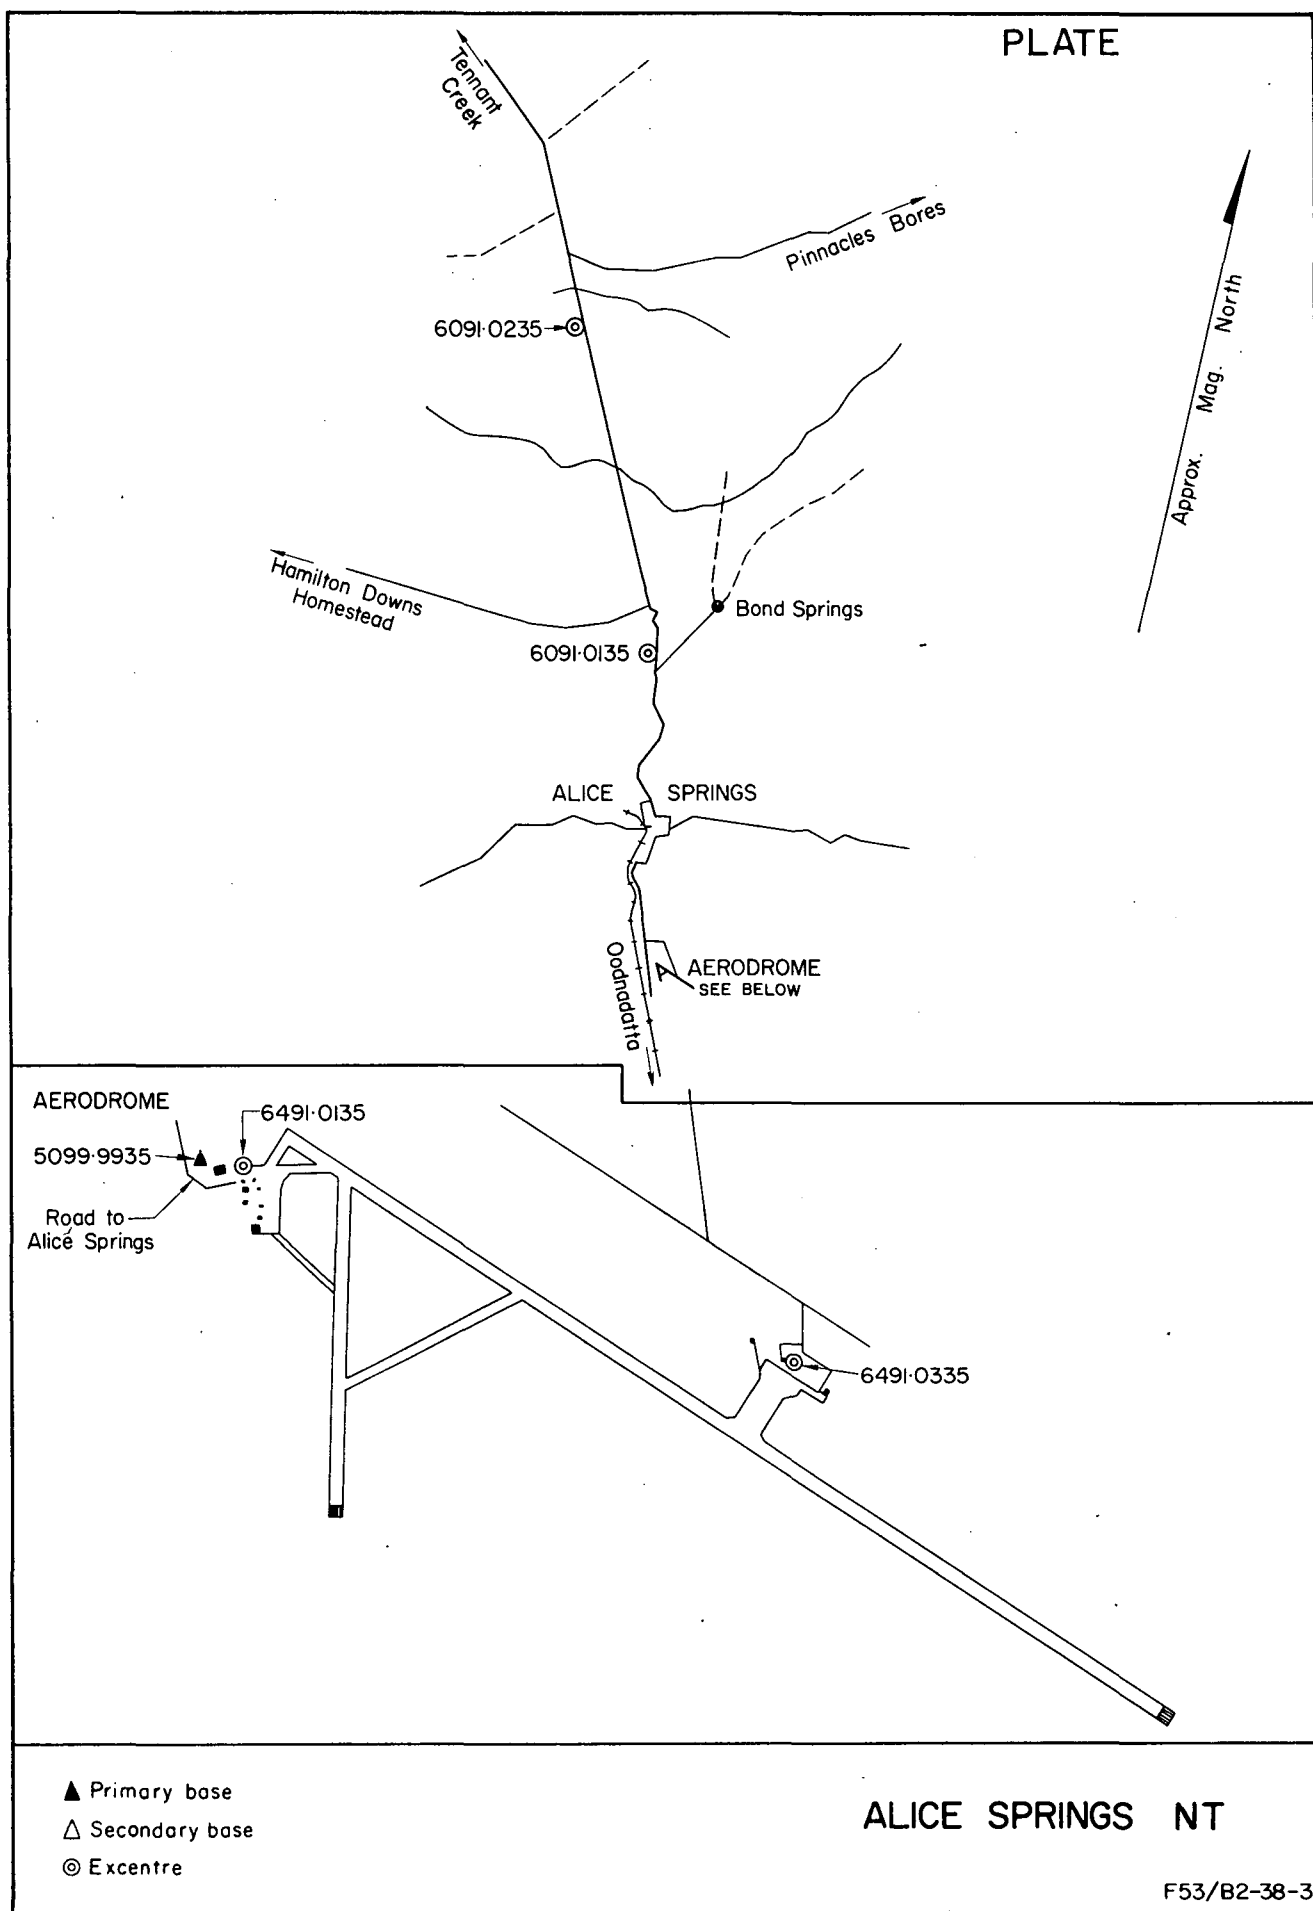 PLATE
Tennant
Creek
Pinnacles Bores
Approx. Mag. North
6091·0235
Hamilton Downs
Homestead
Bond Springs
6091·0135
ALICE SPRINGS
Oodnadatta
AERODROME
SEE BELOW
AERODROME
6491·0135
5099·9935
Road to
Alice Springs
6491·0335
Primary base
Secondary base
Excentre
ALICE SPRINGS NT
F53/B2-38-3